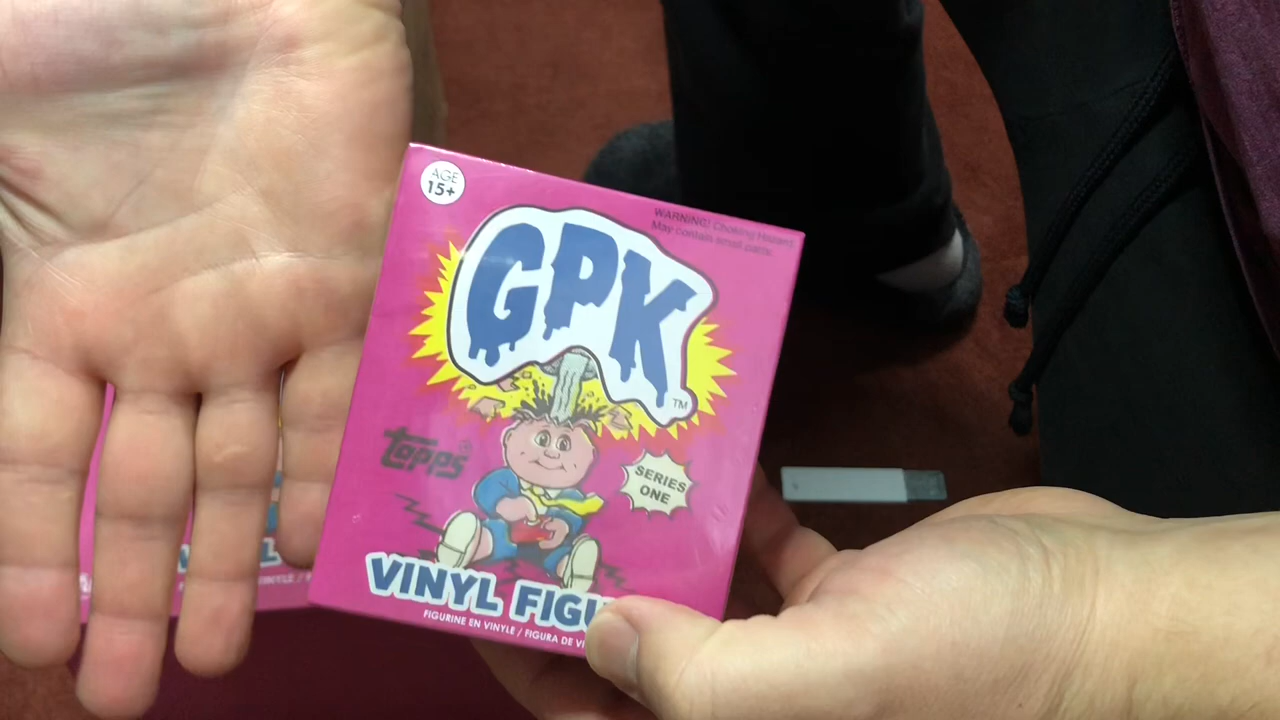 AGE
15+
WARNING! Choking Hazard
May contain small parts.
GPK
TM
topps
SERIES
ONE
VINYL FIGU
FIGURINE EN VINYLE / FIGURA DE VI